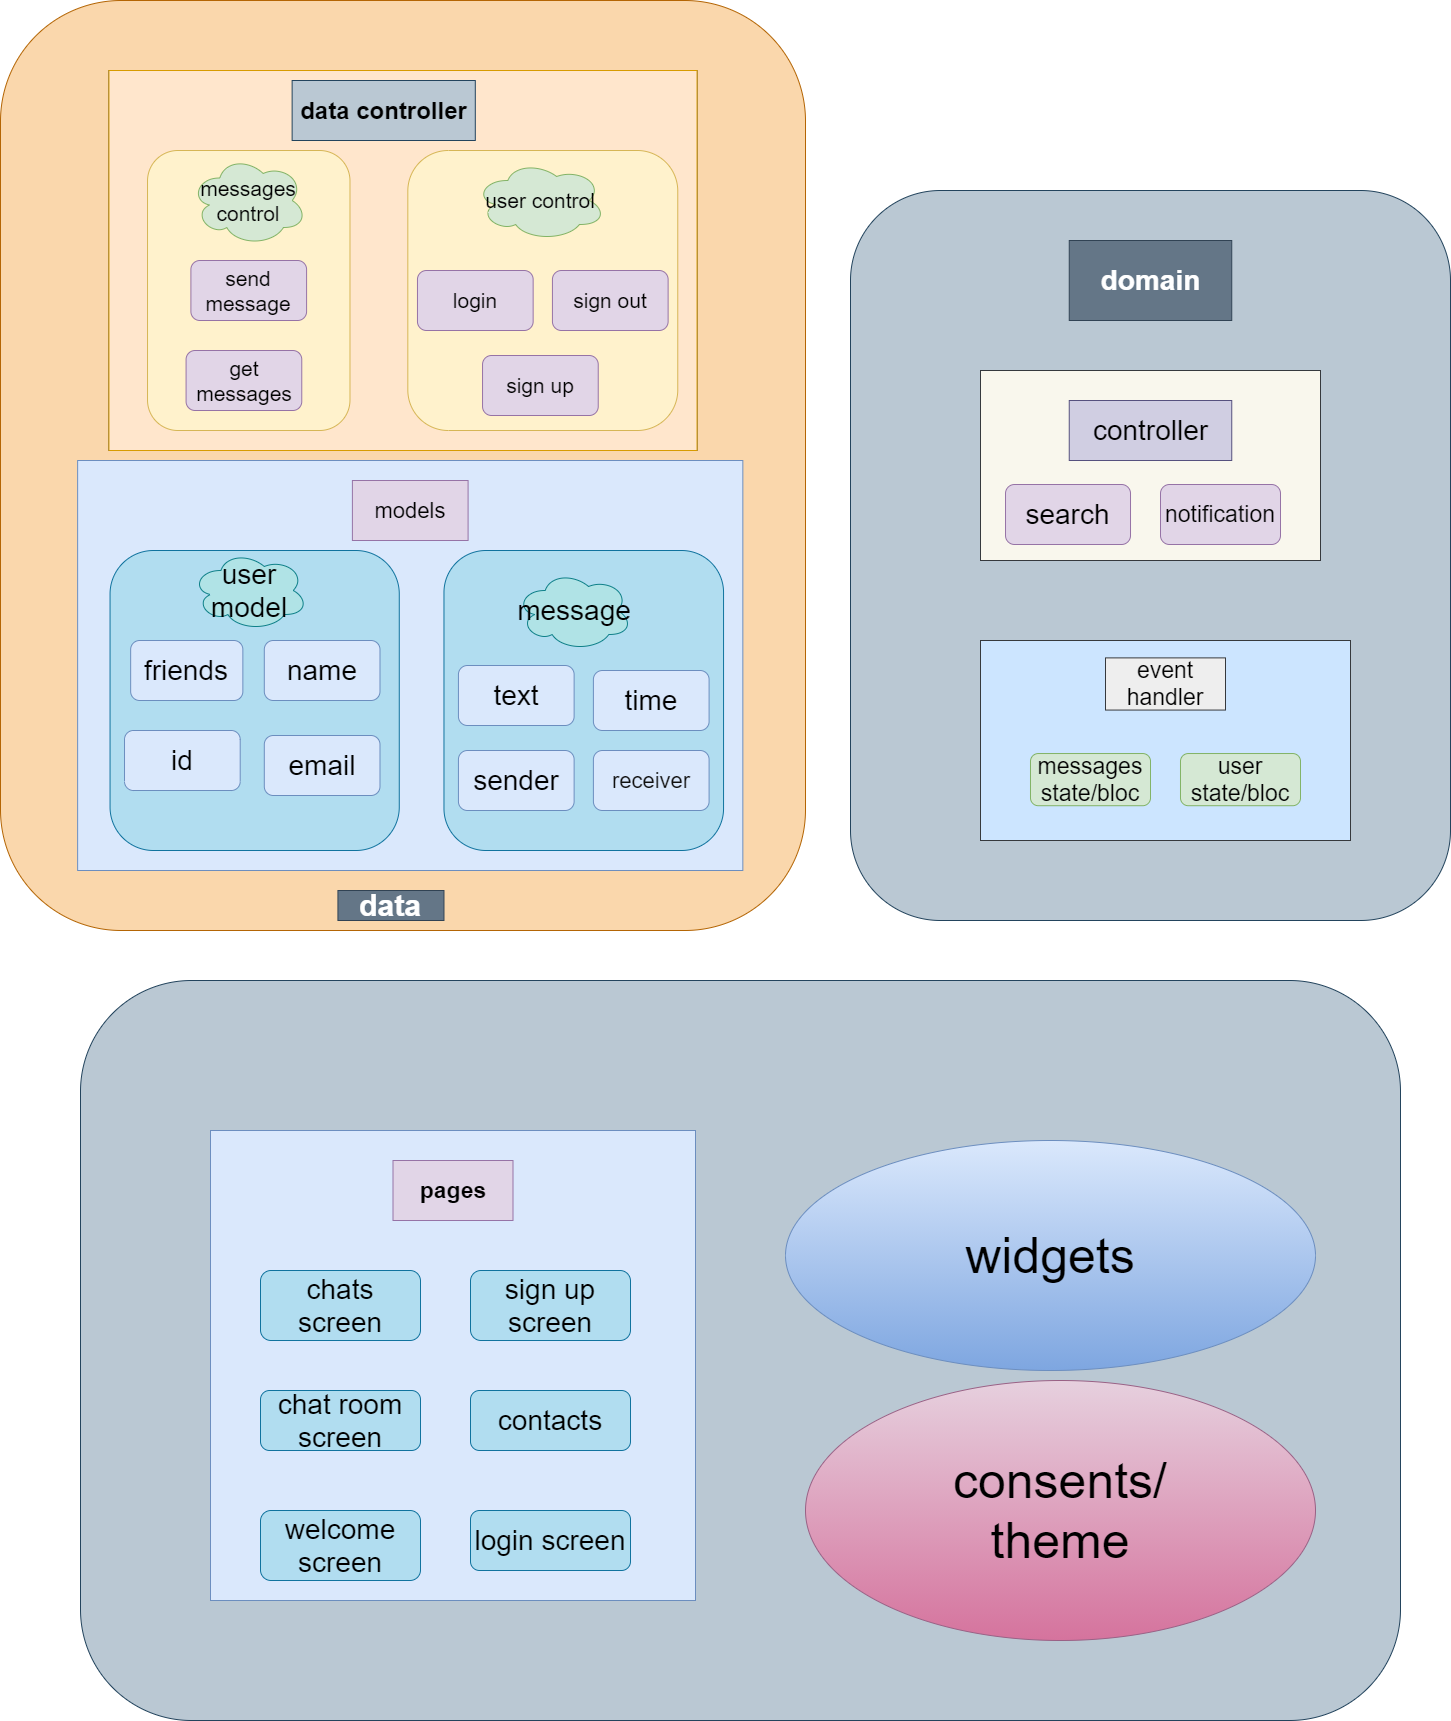 data controller
messages
control
user control
send
message
login
sign out
get
messages
sign up
models
user
model
message
friends
name
text
time
id
email
sender
receiver
data
domain
controller
search
notification
event
handler
messages
state/bloc
user
state/bloc
pages
chats
screen
sign up
screen
chat room
screen
contacts
welcome
screen
login screen
widgets
consents/
theme